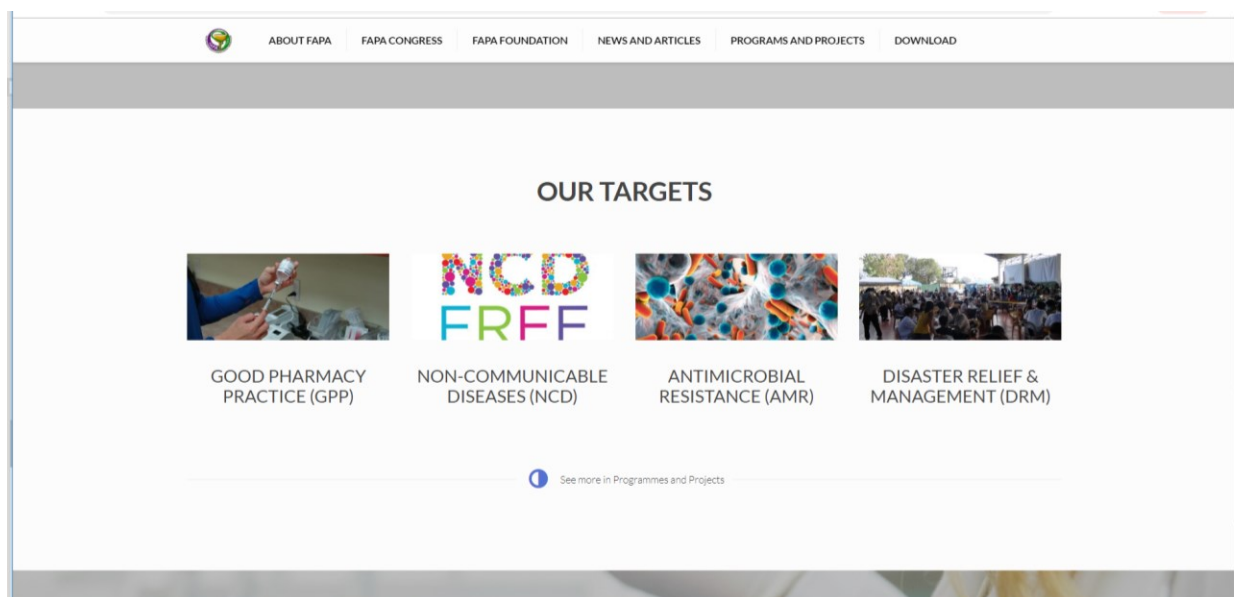 ABOUT FAPA FAPA CONGRESS FAPA FOUNDATION NEWS AND ARTICLES PROGRAMS AND PROJECTS DOWNLOAD
OUR TARGETS
NCD
FREE
GOOD PHARMACY
PRACTICE (GPP)
NON-COMMUNICABLE
DISEASES (NCD)
ANTIMICROBIAL
RESISTANCE (AMR)
DISASTER RELIEF &
MANAGEMENT (DRM)
See more in Programmes and Projects